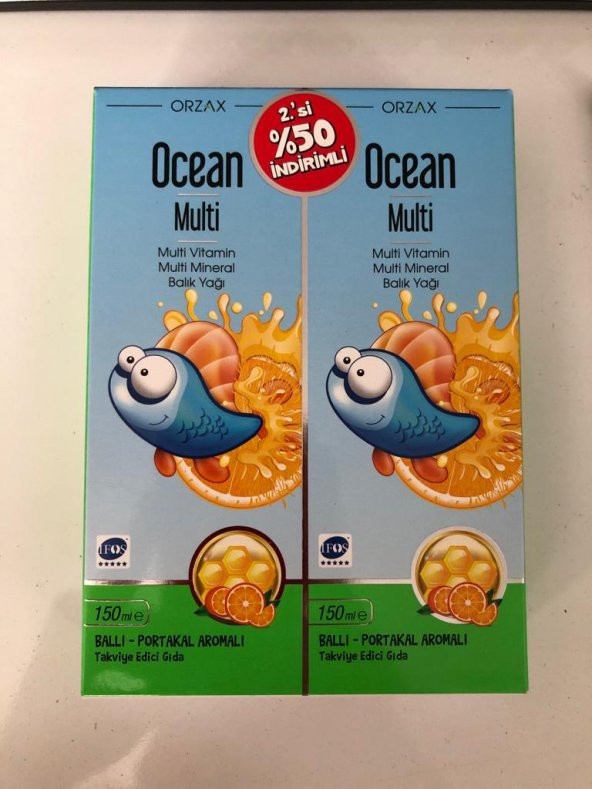 ORZAX
Ocean
Multi
Multi Vitamin
Multi Mineral
Balık Yağı
IFOS
150 ml e
BALLI - PORTAKAL AROMALI
Takviye Edici Gıda
2.'si
%50
İNDİRİMLİ
ORZAX
Ocean
Multi
Multi Vitamin
Multi Mineral
Balık Yağı
IFOS
150 ml e
BALLI - PORTAKAL AROMALI
Takviye Edici Gıda